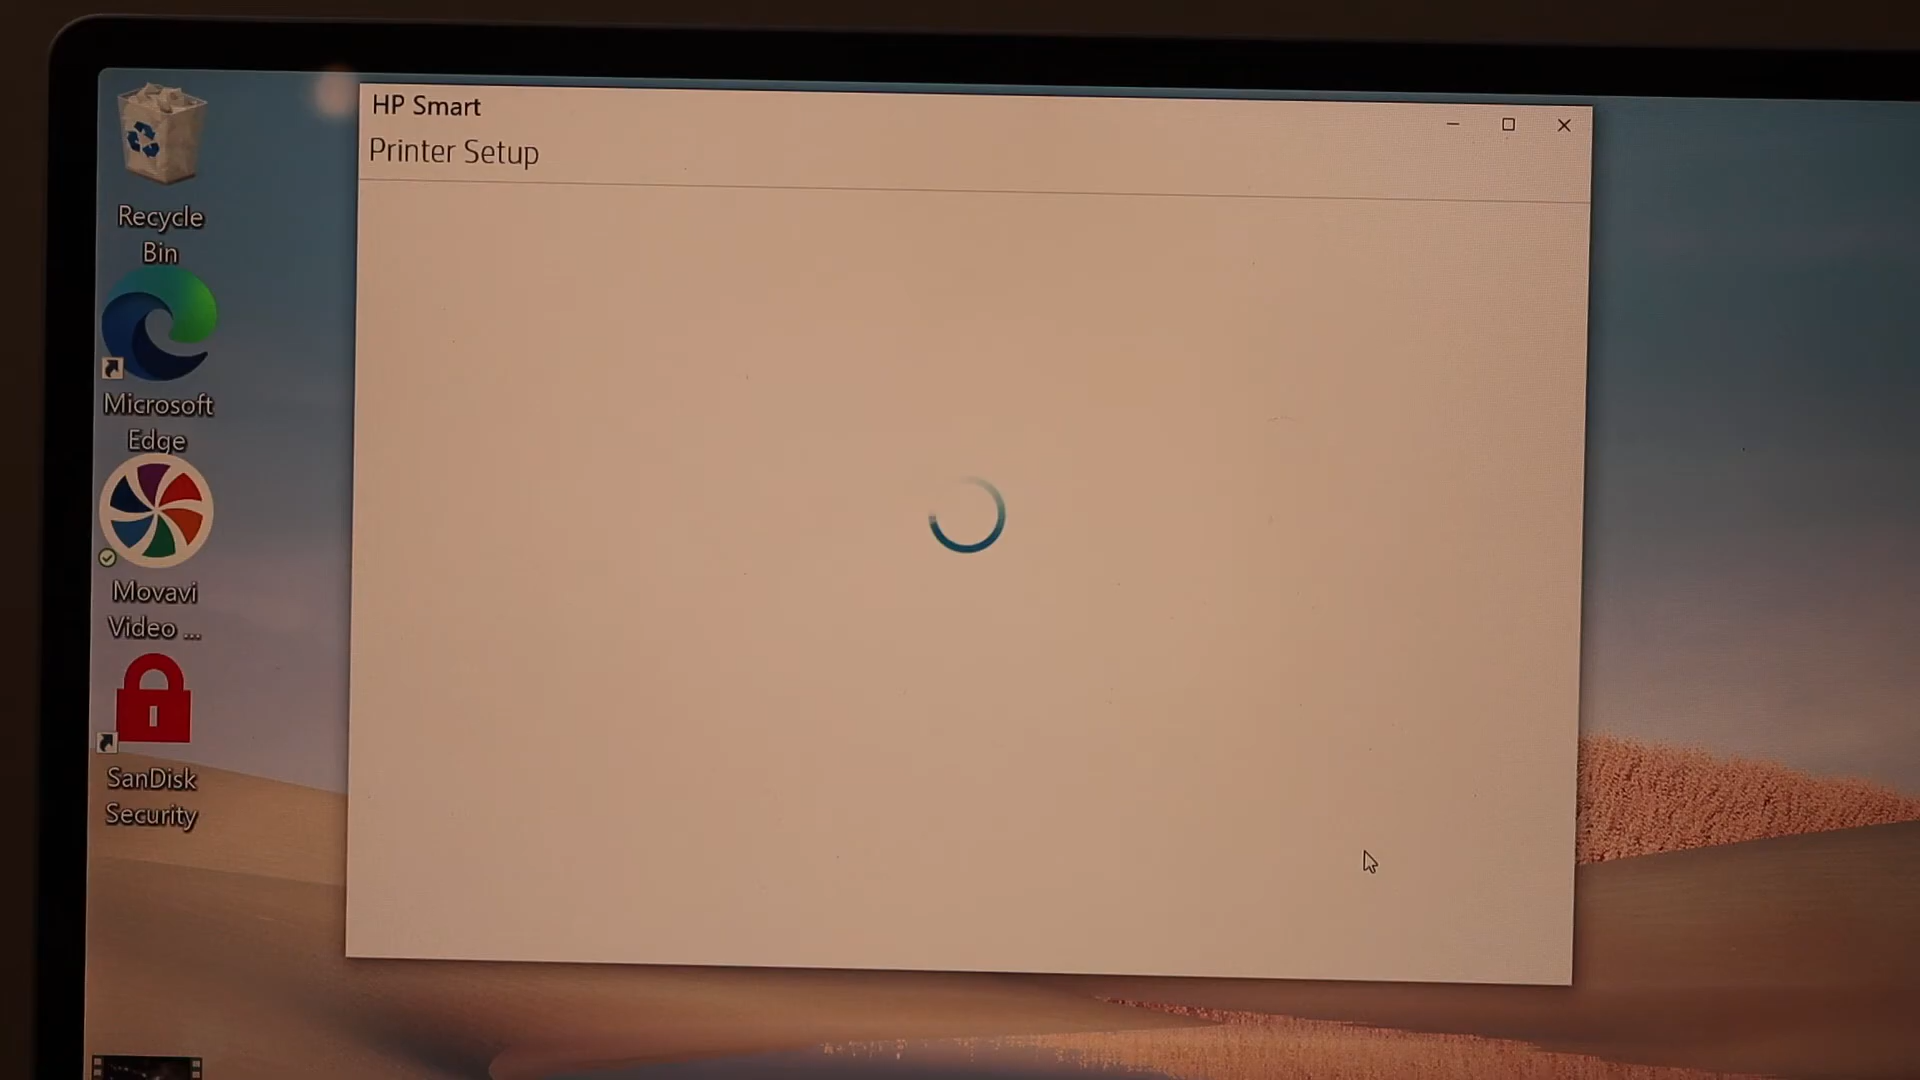 HP Smart
Printer Setup
Recycle
Bin
Microsoft
Edge
Movavi
Video ...
SanDisk
Security